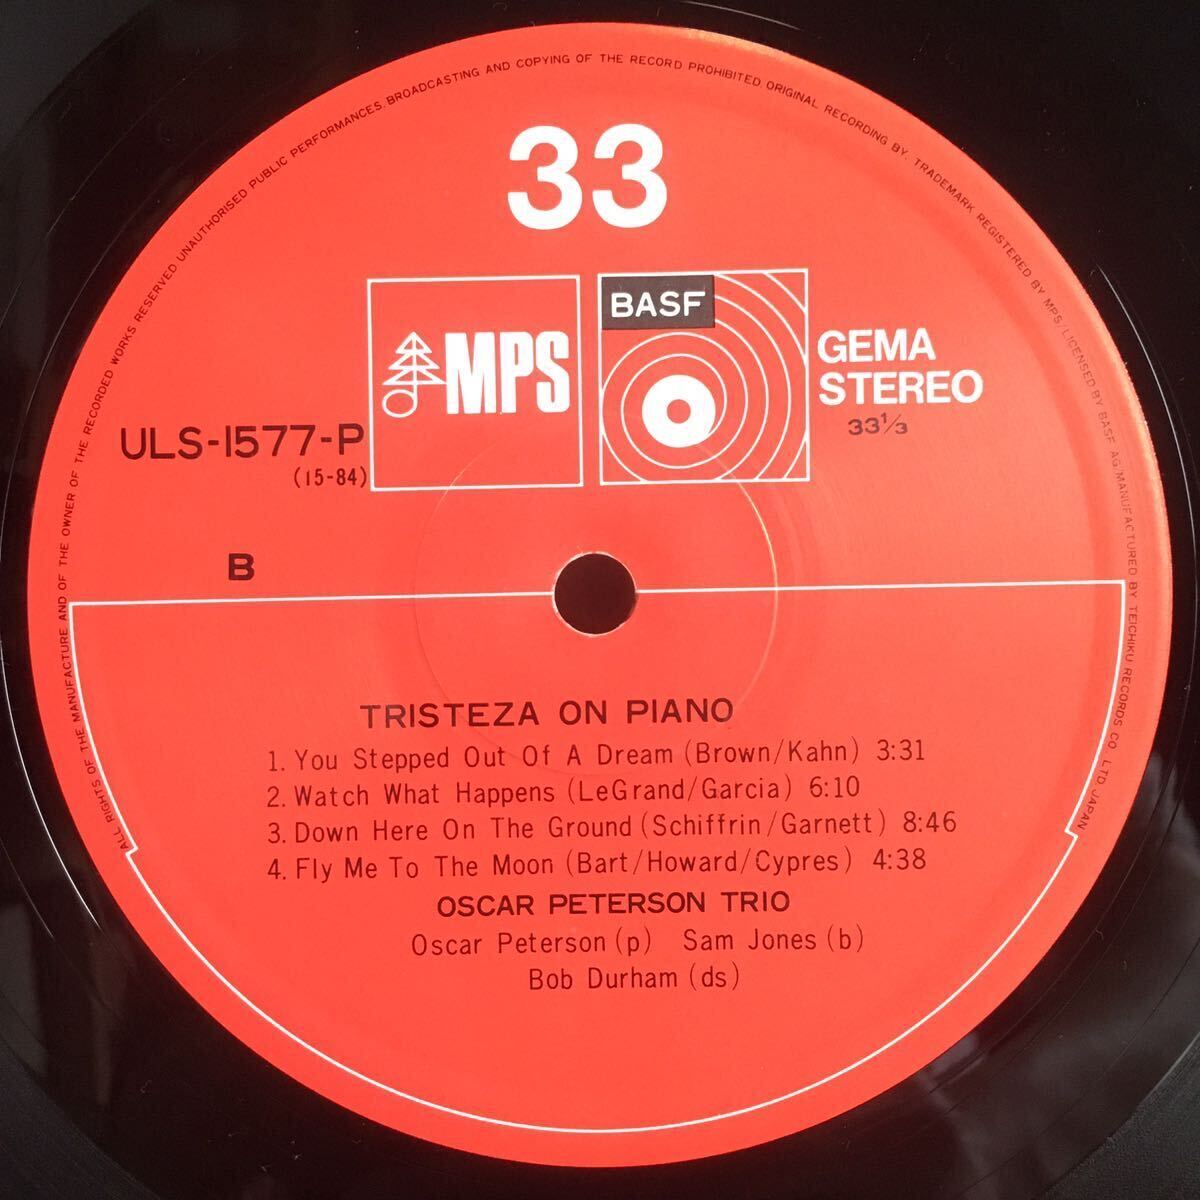 ALL RIGHTS OF THE MANUFACTURE AND OF THE OWNER OF THE RECORDED WORKS RESERVED UNAUTHORISED PUBLIC PERFORMANCES. BROADCASTING AND COPYING OF THE RECORD PROHIBITED. ORIGINAL RECORDING BY. TRADEMARK REGISTERED BY MPS/LICENSED BY BASF AG/MANUFACTURED BY TEICHIKU RECORDS CO. LTD JAPAN
33
MPS
BASF
GEMA
STEREO
33⅓
ULS-1577-P
(15-84)
B
TRISTEZA ON PIANO
1. You Stepped Out Of A Dream (Brown/Kahn) 3:31
2. Watch What Happens (LeGrand/Garcia) 6:10
3. Down Here On The Ground (Schiffrin/Garnett) 8:46
4. Fly Me To The Moon (Bart/Howard/Cypres) 4:38
OSCAR PETERSON TRIO
Oscar Peterson (p) Sam Jones (b)
Bob Durham (ds)